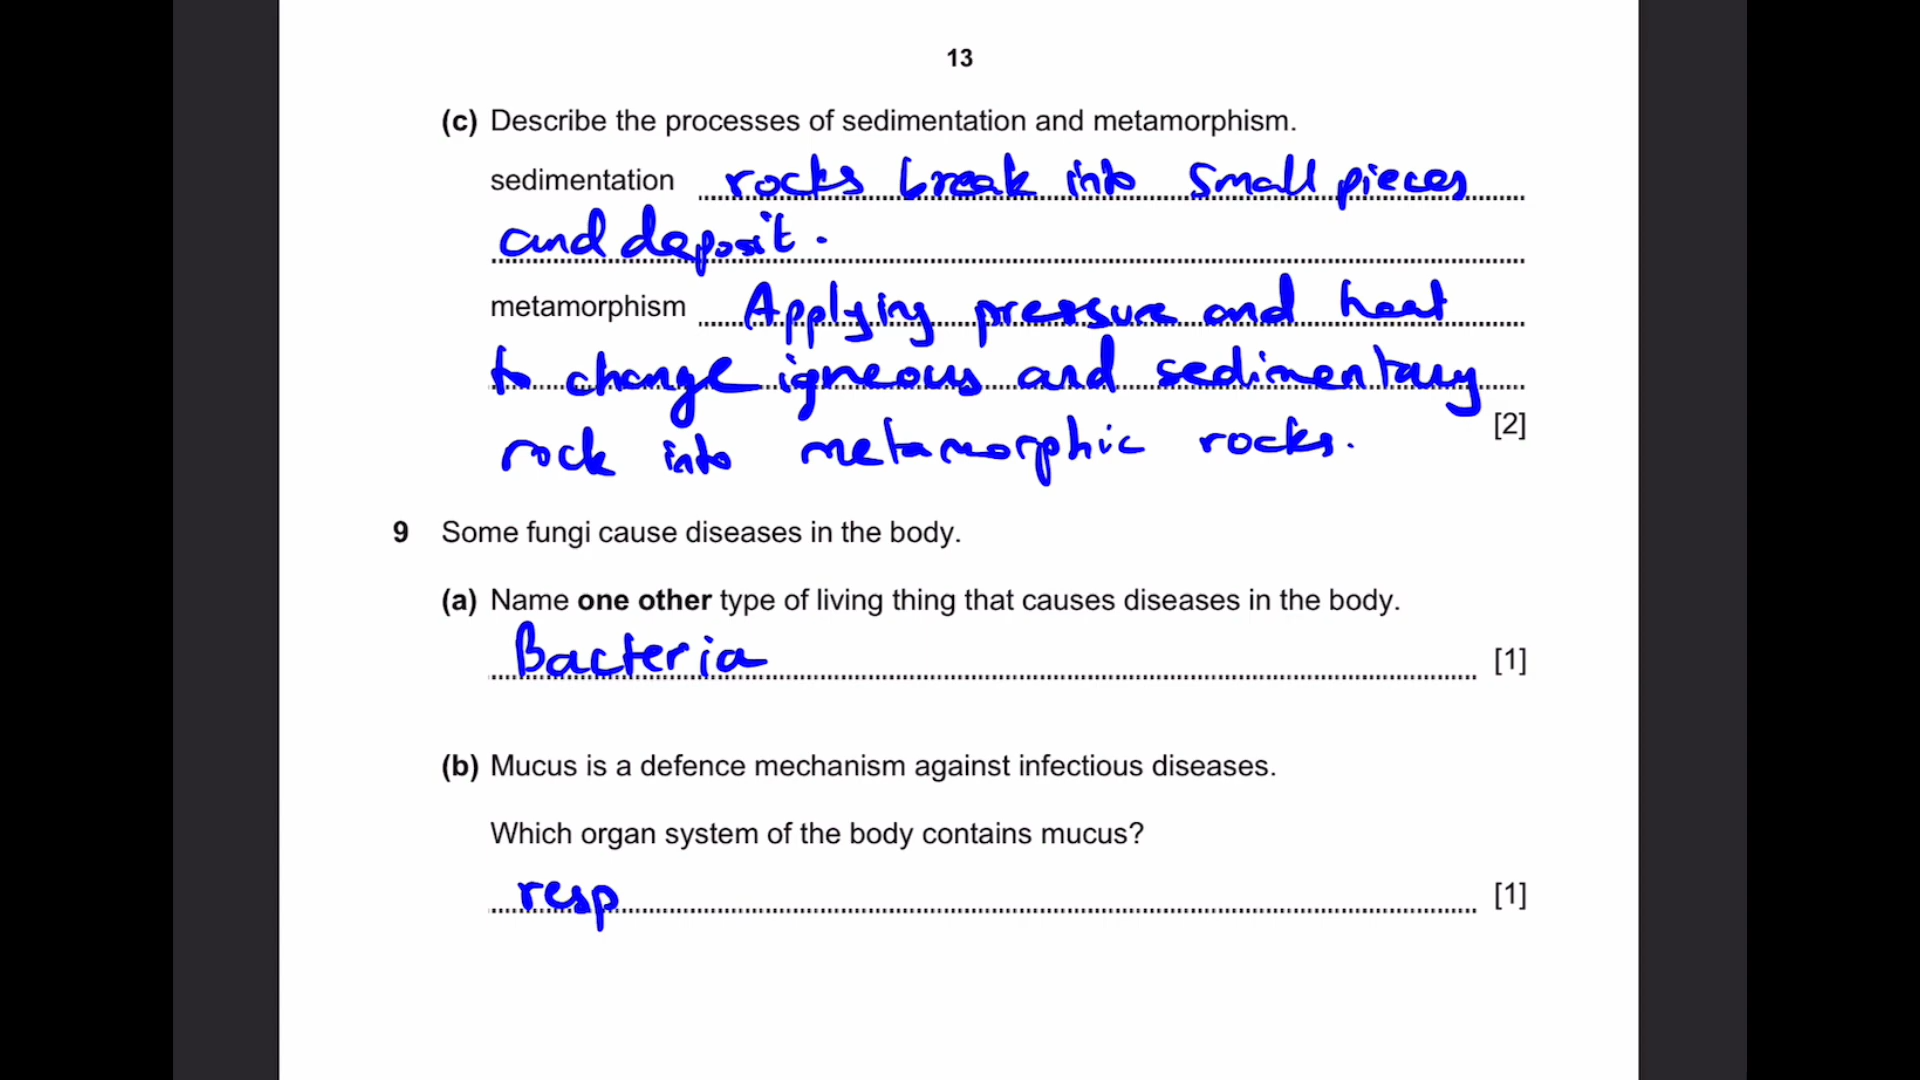 13
(c) Describe the processes of sedimentation and metamorphism.
sedimentation rocks break into small pieces
and deposit.
metamorphism Applying pressure and heat
to change igneous and sedimentary
[2]
rock into metamorphic rocks.
9 Some fungi cause diseases in the body.
(a) Name one other type of living thing that causes diseases in the body.
Bacteria [1]
(b) Mucus is a defence mechanism against infectious diseases.
Which organ system of the body contains mucus?
resp [1]